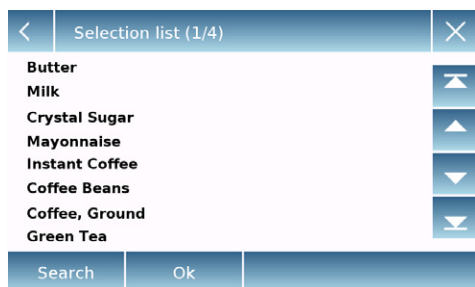 Selection list (1/4)
Butter
Milk
Crystal Sugar
Mayonnaise
Instant Coffee
Coffee Beans
Coffee, Ground
Green Tea
Search Ok